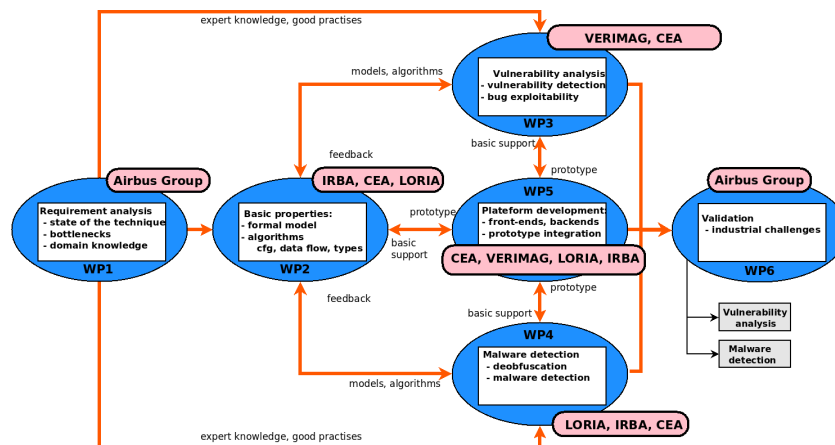 expert knowledge, good practises
VERIMAG, CEA
models, algorithms
Vulnerability analysis
- vulnerability detection
- bug exploitability
WP3
feedback
basic support
prototype
Airbus Group
IRBA, CEA, LORIA
WP5
Airbus Group
Requirement analysis
- state of the technique
- bottlenecks
- domain knowledge
WP1
Basic properties:
- formal model
- algorithms
cfg, data flow, types
WP2
prototype
basic
support
Plateform development:
- front-ends, backends
- prototype integration
CEA, VERIMAG, LORIA, IRBA
Validation
- industrial challenges
WP6
feedback
prototype
basic support
Vulnerability
analysis
Malware
detection
WP4
Malware detection
- deobfuscation
- malware detection
models, algorithms
LORIA, IRBA, CEA
expert knowledge, good practises